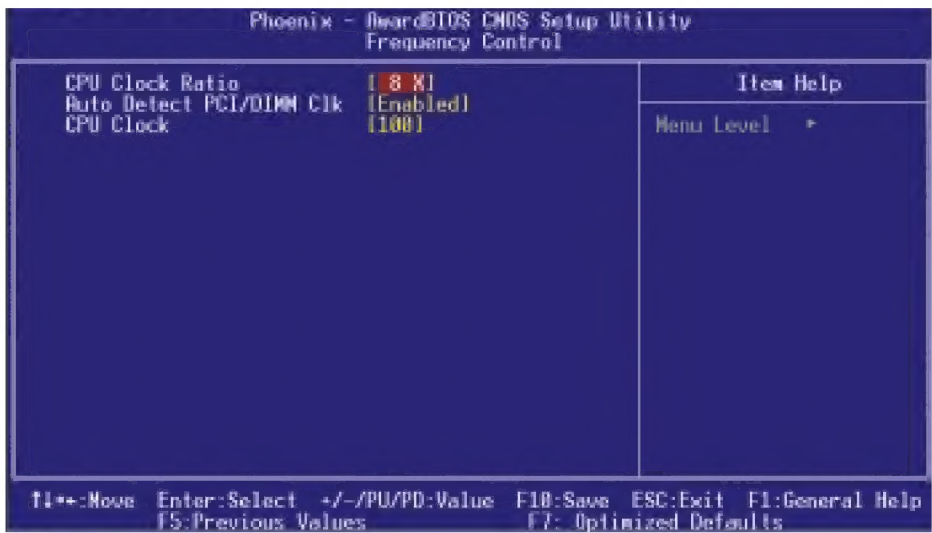 Phoenix - AwardBIOS CMOS Setup Utility
Frequency Control
CPU Clock Ratio [ 8 X]
Auto Detect PCI/DIMM Clk [Enabled]
CPU Clock [100]
Item Help
Menu Level ►
↑↓→←:Move Enter:Select +/-/PU/PD:Value F10:Save ESC:Exit F1:General Help
F5:Previous Values F7: Optimized Defaults